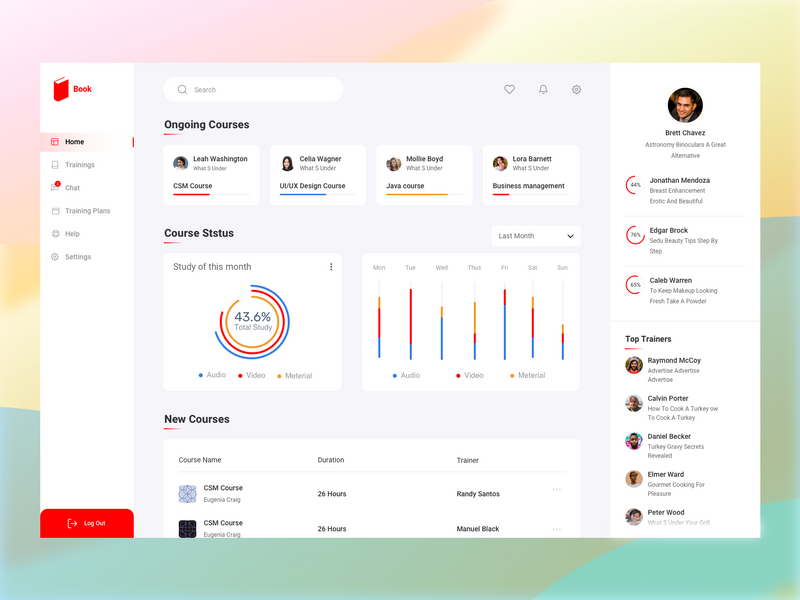 Book
Home
Trainings
Chat
Training Plans
Help
Settings
Log Out
Search
Ongoing Courses
Leah Washington
What S Under
CSM Course
Celia Wagner
What S Under
UI/UX Design Course
Mollie Boyd
What S Under
Java course
Lora Barnett
What S Under
Business management
Course Ststus
Last Month
Study of this month
43.6%
Total Study
Audio
Video
Meterial
Mon Tue Wed Thus Fri Sat Sun
Audio
Video
Meterial
New Courses
Course Name Duration Trainer
CSM Course
Eugenia Craig
26 Hours
Randy Santos
CSM Course
Eugenia Craig
26 Hours
Manuel Black
Brett Chavez
Astronomy Binoculars A Great
Alternative
44%
Jonathan Mendoza
Breast Enhancement
Erotic And Beautiful
76%
Edgar Brock
Sedu Beauty Tips Step By
Step
65%
Caleb Warren
To Keep Makeup Looking
Fresh Take A Powder
Top Trainers
Raymond McCoy
Advertise Advertise
Advertise
Calvin Porter
How To Cook A Turkey ow
To Cook A Turkey
Daniel Becker
Turkey Gravy Secrets
Revealed
Elmer Ward
Gourmet Cooking For
Pleasure
Peter Wood
What S Under Your Grill